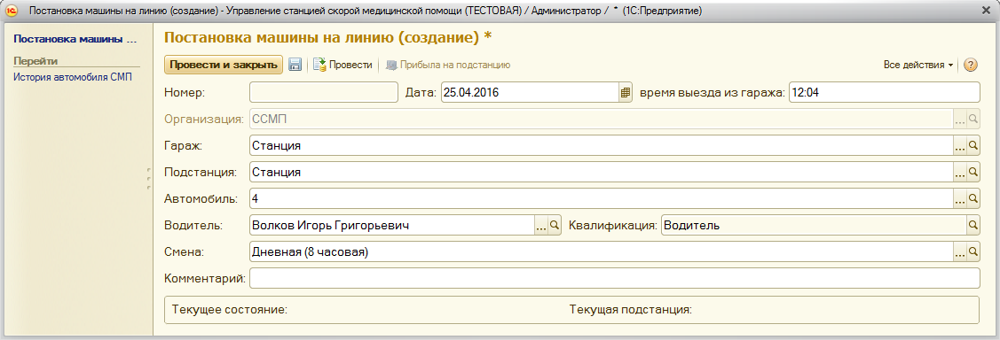 Постановка машины на линию (создание) - Управление станцией скорой медицинской помощи (ТЕСТОВАЯ) / Администратор / * (1С:Предприятие)
Постановка машины ...
Перейти
История автомобиля СМП
Постановка машины на линию (создание) *
Провести и закрыть Провести Прибыла на подстанцию Все действия ?
Номер: Дата: 25.04.2016 время выезда из гаража: 12:04
Организация: ССМП ...
Гараж: Станция ...
Подстанция: Станция ...
Автомобиль: 4 ...
Водитель: Волков Игорь Григорьевич ... Квалификация: Водитель
Смена: Дневная (8 часовая) ...
Комментарий:
Текущее состояние: Текущая подстанция: